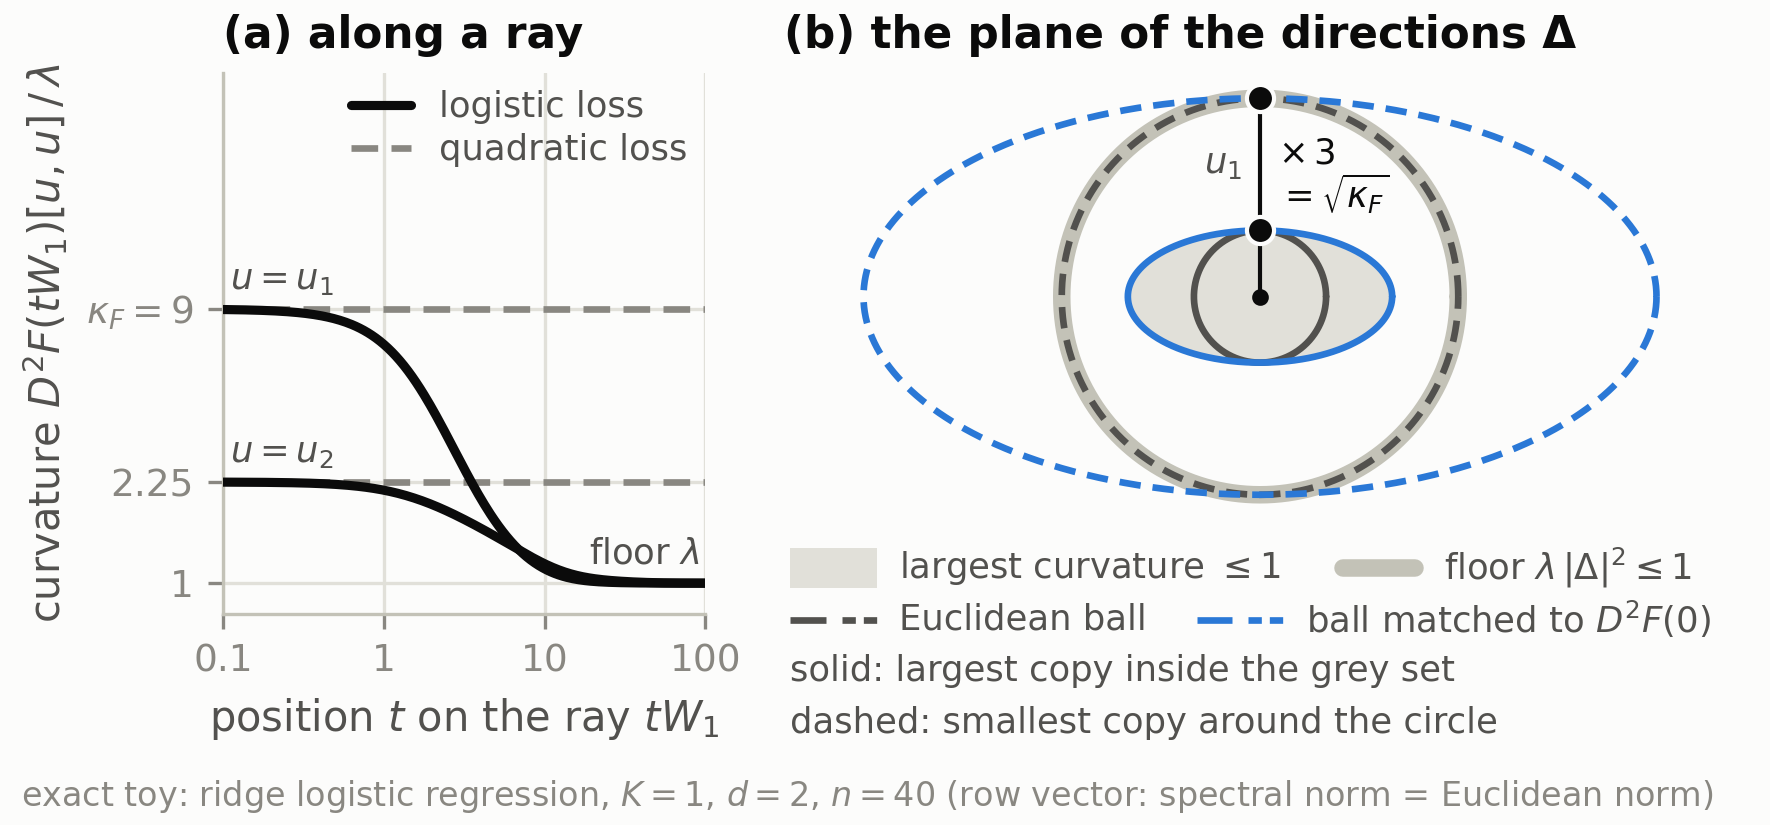 (a) along a ray
(b) the plane of the directions Δ
curvature D²F(tW₁)[u, u] / λ
logistic loss
quadratic loss
u = u₁
κ_F = 9
u = u₂
2.25
floor λ
1
0.1 1 10 100
position t on the ray tW₁
u₁
× 3
= √κ_F
largest curvature ≤ 1
floor λ |Δ|² ≤ 1
Euclidean ball
ball matched to D²F(0)
solid: largest copy inside the grey set
dashed: smallest copy around the circle
exact toy: ridge logistic regression, K = 1, d = 2, n = 40 (row vector: spectral norm = Euclidean norm)